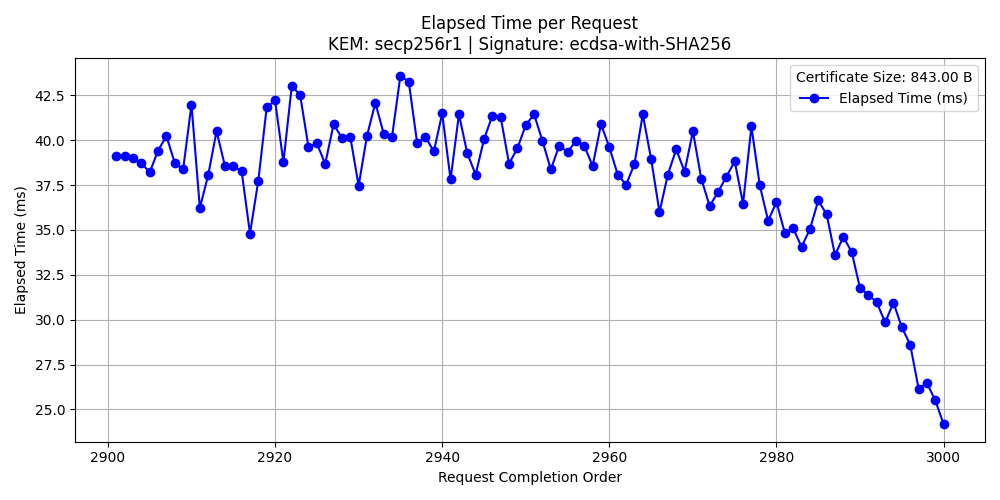 Elapsed Time per Request
KEM: secp256r1 | Signature: ecdsa-with-SHA256
Certificate Size: 843.00 B
Elapsed Time (ms)
Elapsed Time (ms)
42.5
40.0
37.5
35.0
32.5
30.0
27.5
25.0
2900 2920 2940 2960 2980 3000
Request Completion Order